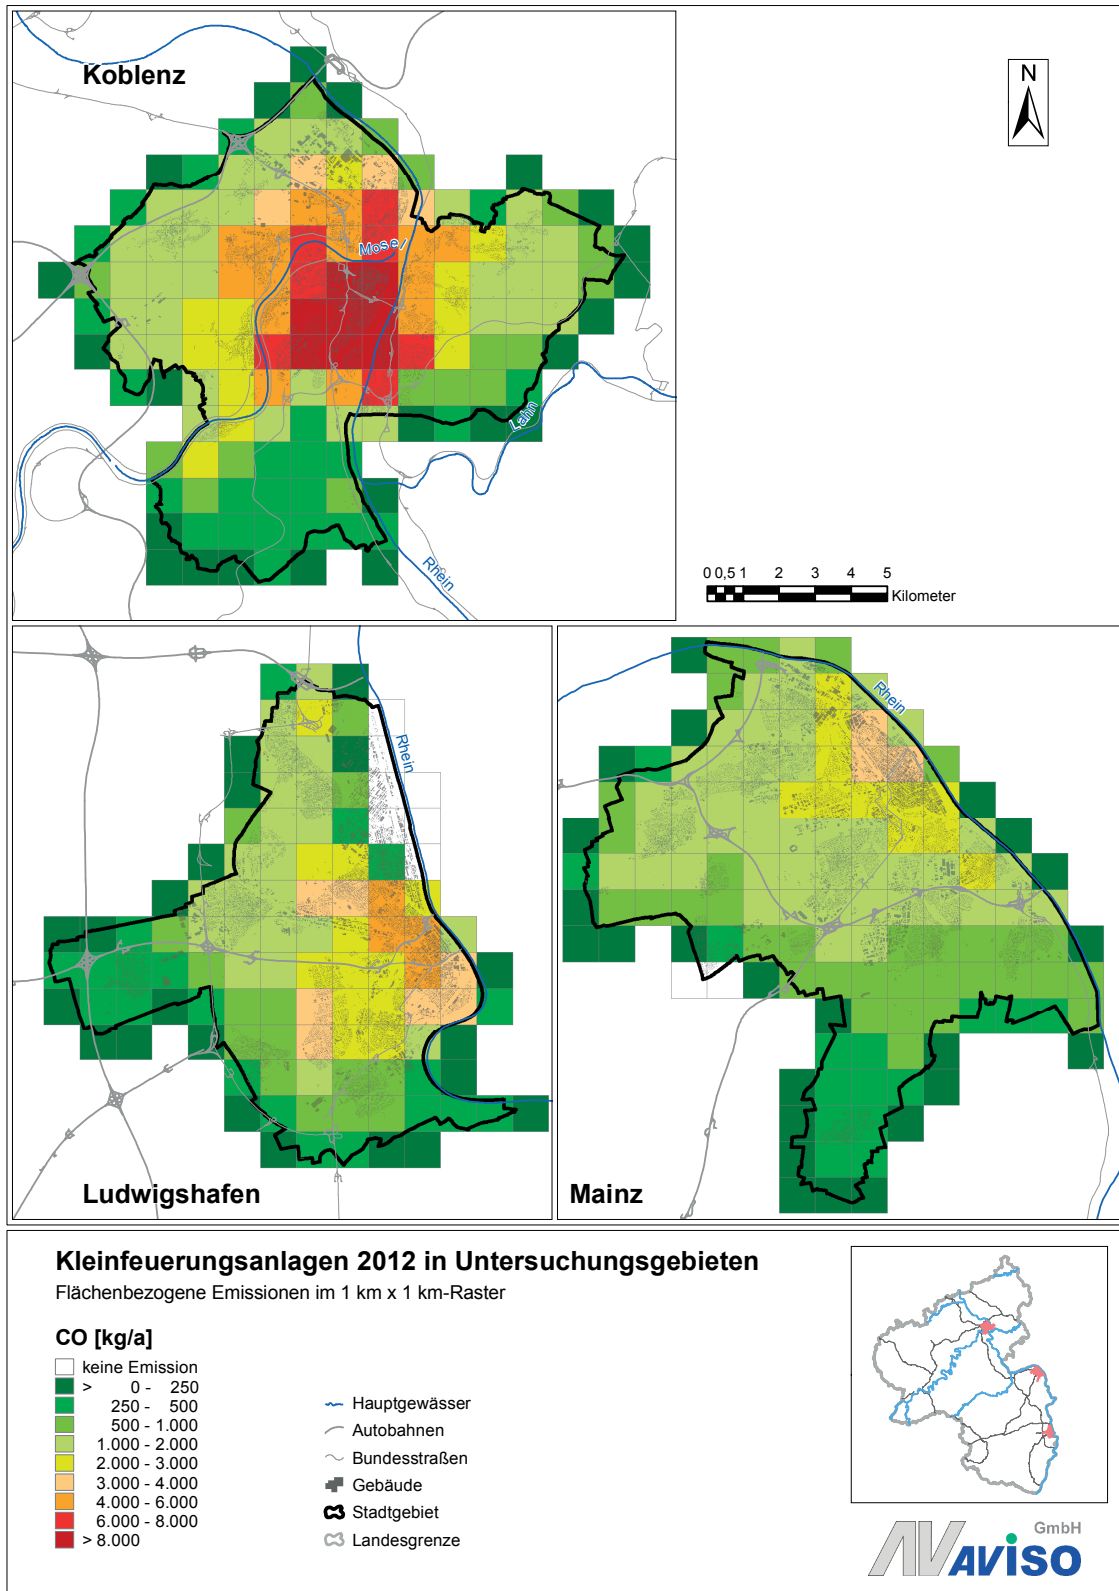 Koblenz
N
Mosel
Lahn
Rhein
0 0,5 1 2 3 4 5
Kilometer
Rhein
Ludwigshafen
Rhein
Mainz
Kleinfeuerungsanlagen 2012 in Untersuchungsgebieten
Flächenbezogene Emissionen im 1 km x 1 km-Raster
CO [kg/a]
keine Emission
> 0 - 250
250 - 500
500 - 1.000
1.000 - 2.000
2.000 - 3.000
3.000 - 4.000
4.000 - 6.000
6.000 - 8.000
> 8.000
Hauptgewässer
Autobahnen
Bundesstraßen
Gebäude
Stadtgebiet
Landesgrenze
GmbH
AVISO